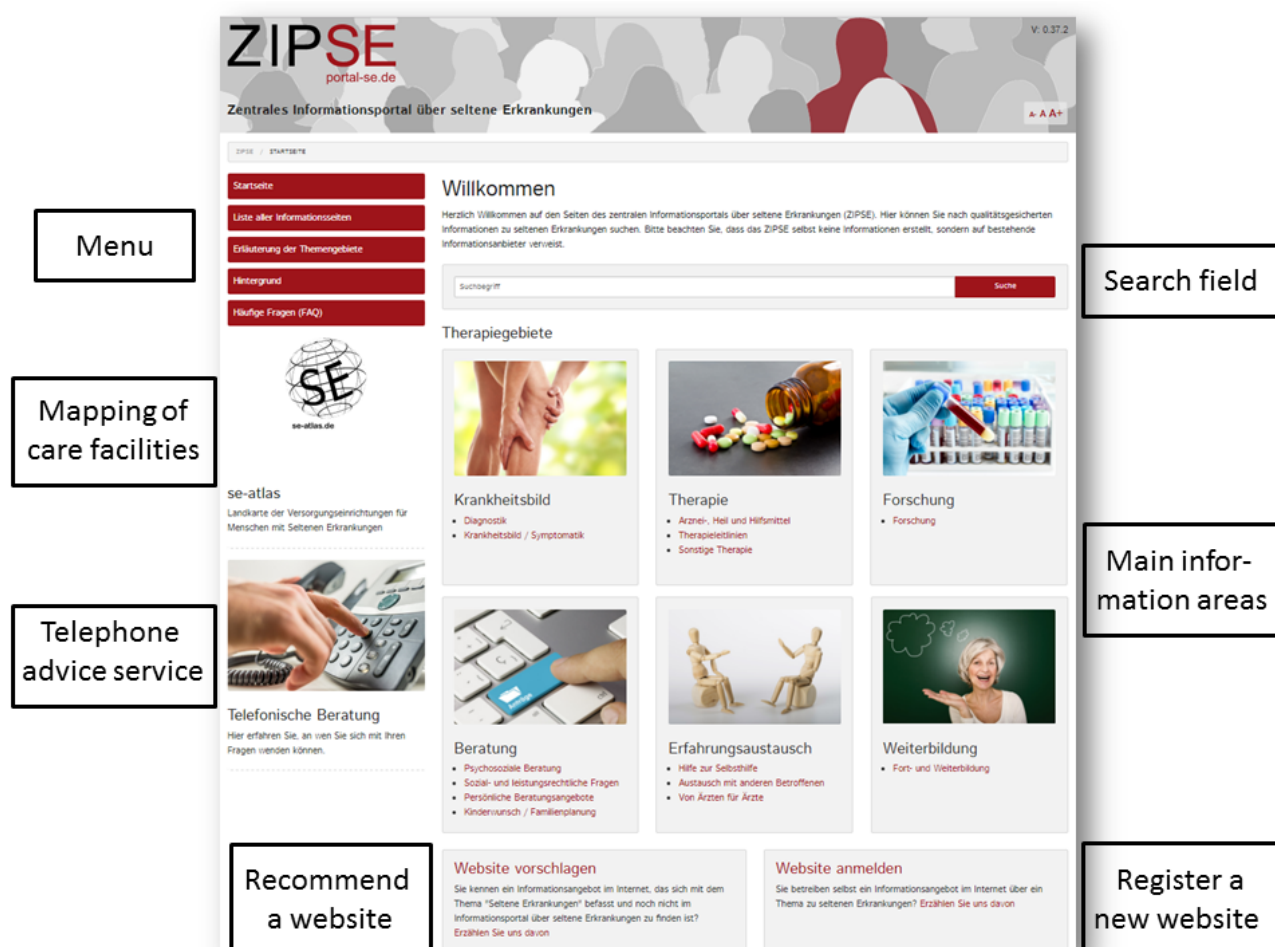 ZIPSE
portal-se.de
V: 0.37.2
Zentrales Informationsportal über seltene Erkrankungen
A- A A+
ZIPSE / STARTSEITE
Startseite
Liste aller Informationsseiten
Erläuterung der Themengebiete
Hintergrund
Häufige Fragen (FAQ)
Menu
Willkommen
Herzlich Willkommen auf den Seiten des zentralen Informationsportals über seltene Erkrankungen (ZIPSE). Hier können Sie nach qualitätsgesicherten
Informationen zu seltenen Erkrankungen suchen. Bitte beachten Sie, dass das ZIPSE selbst keine Informationen erstellt, sondern auf bestehende
Informationsanbieter verweist.
Suchbegriff
Suche
Search field
SE
se-atlas.de
Mapping of
care facilities
se-atlas
Landkarte der Versorgungseinrichtungen für
Menschen mit Seltenen Erkrankungen
Telephone
advice service
Telefonische Beratung
Hier erfahren Sie, an wen Sie sich mit Ihren
Fragen wenden können.
Therapiegebiete
Krankheitsbild
Diagnostik
Krankheitsbild / Symptomatik
Therapie
Arznei-, Heil und Hilfsmittel
Therapieleitlinien
Sonstige Therapie
Forschung
Forschung
Main infor-
mation areas
Anträge
Beratung
Psychosoziale Beratung
Sozial- und leistungsrechtliche Fragen
Persönliche Beratungsangebote
Kinderwunsch / Familienplanung
Erfahrungsaustausch
Hilfe zur Selbsthilfe
Austausch mit anderen Betroffenen
Von Ärzten für Ärzte
Weiterbildung
Fort- und Weiterbildung
Recommend
a website
Website vorschlagen
Sie kennen ein Informationsangebot im Internet, das sich mit dem
Thema "Seltene Erkrankungen" befasst und noch nicht im
Informationsportal über seltene Erkrankungen zu finden ist?
Erzählen Sie uns davon
Website anmelden
Sie betreiben selbst ein Informationsangebot im Internet über ein
Thema zu seltenen Erkrankungen? Erzählen Sie uns davon
Register a
new website